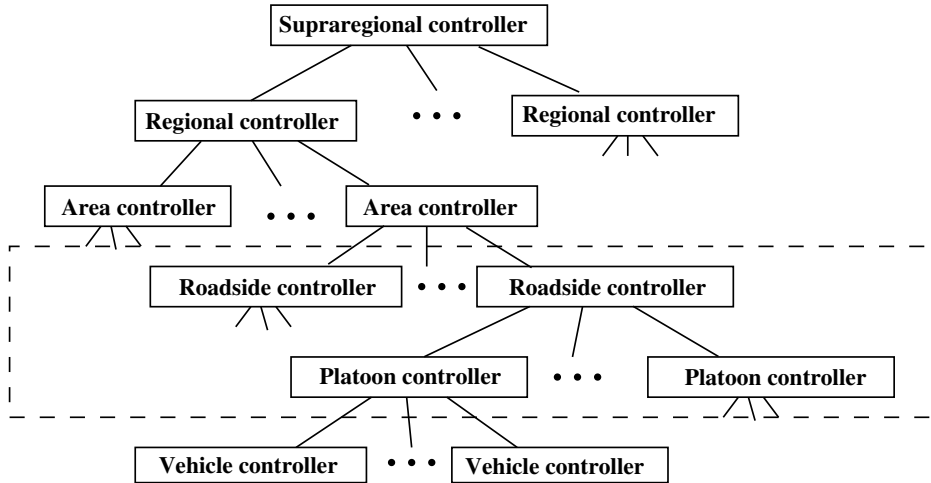 Supraregional controller
Regional controller
Regional controller
Area controller
Area controller
Roadside controller
Roadside controller
Platoon controller
Platoon controller
Vehicle controller
Vehicle controller